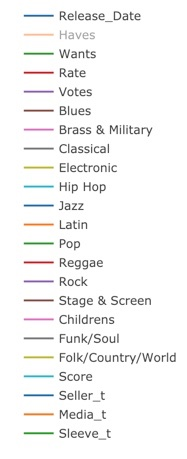 Release_Date
Haves
Wants
Rate
Votes
Blues
Brass & Military
Classical
Electronic
Hip Hop
Jazz
Latin
Pop
Reggae
Rock
Stage & Screen
Childrens
Funk/Soul
Folk/Country/World
Score
Seller_t
Media_t
Sleeve_t